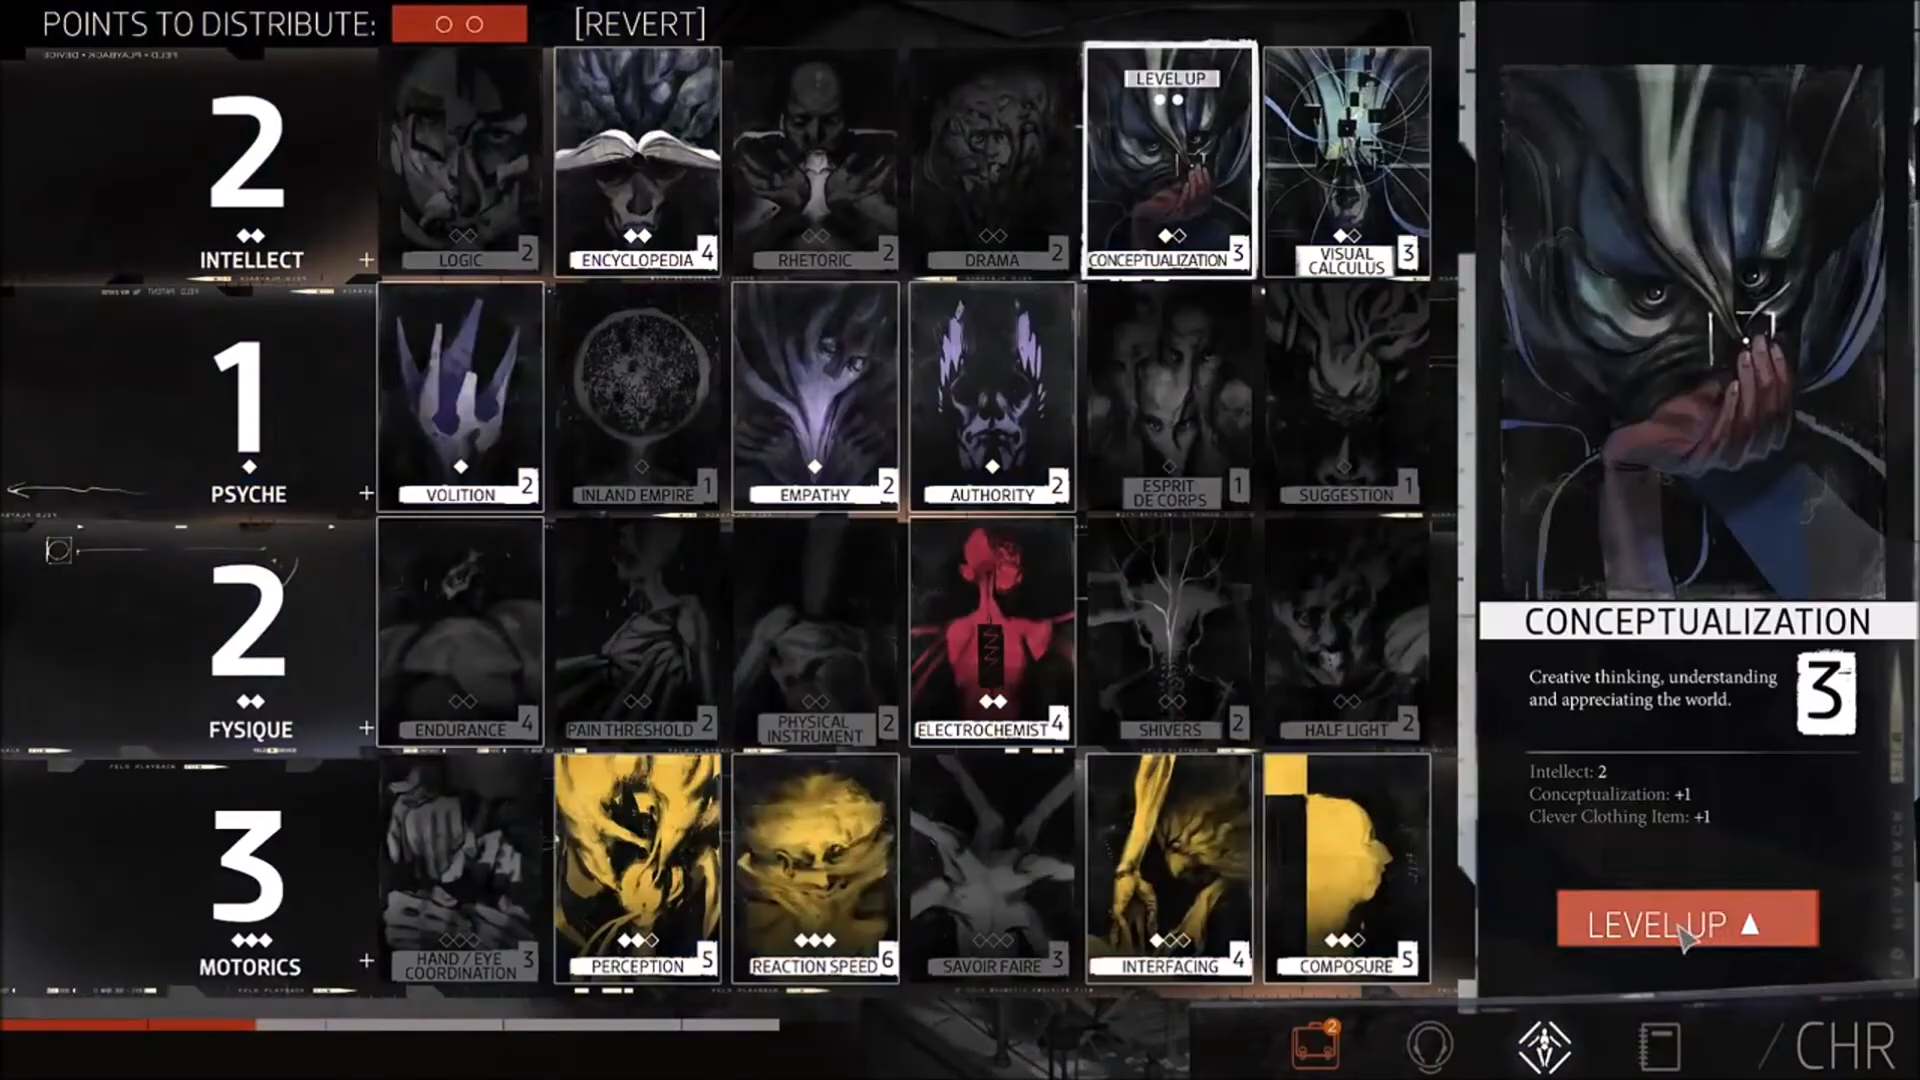 POINTS TO DISTRIBUTE: [REVERT]
2
INTELLECT +
LOGIC 2
ENCYCLOPEDIA 4
RHETORIC 2
DRAMA 2
LEVEL UP
CONCEPTUALIZATION 3
VISUAL
CALCULUS 3
1
PSYCHE +
VOLITION 2
INLAND EMPIRE 1
EMPATHY 2
AUTHORITY 2
ESPRIT
DE CORPS 1
SUGGESTION 1
2
FYSIQUE +
ENDURANCE 4
PAIN THRESHOLD 2
PHYSICAL
INSTRUMENT 2
ELECTROCHEMIST 4
SHIVERS 2
HALF LIGHT 2
3
MOTORICS +
HAND / EYE
COORDINATION 3
PERCEPTION 5
REACTION SPEED 6
SAVOIR FAIRE 3
INTERFACING 4
COMPOSURE 5
CONCEPTUALIZATION
Creative thinking, understanding
and appreciating the world.
3
Intellect: 2
Conceptualization: +1
Clever Clothing Item: +1
LEVEL UP
2
/ CHR